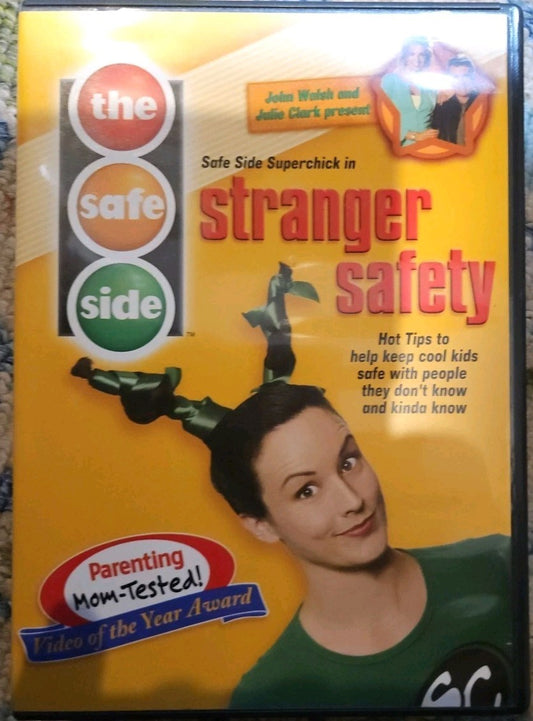 the
safe
side
TM
John Walsh and
Julie Clark present
Safe Side Superchick in
stranger
safety
Hot Tips to
help keep cool kids
safe with people
they don't know
and kinda know
Parenting
Mom-Tested!
Video of the Year Award
SC